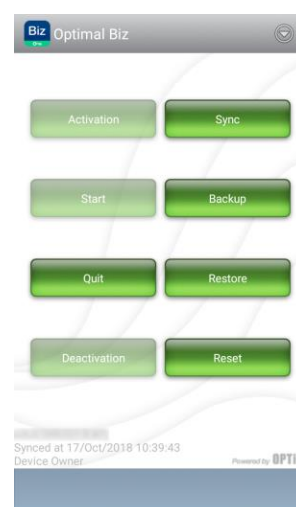 Biz
Optimal Biz
Activation
Sync
Start
Backup
Quit
Restore
Deactivation
Reset
Synced at 17/Oct/2018 10:39:43
Device Owner
Powered by OPTi